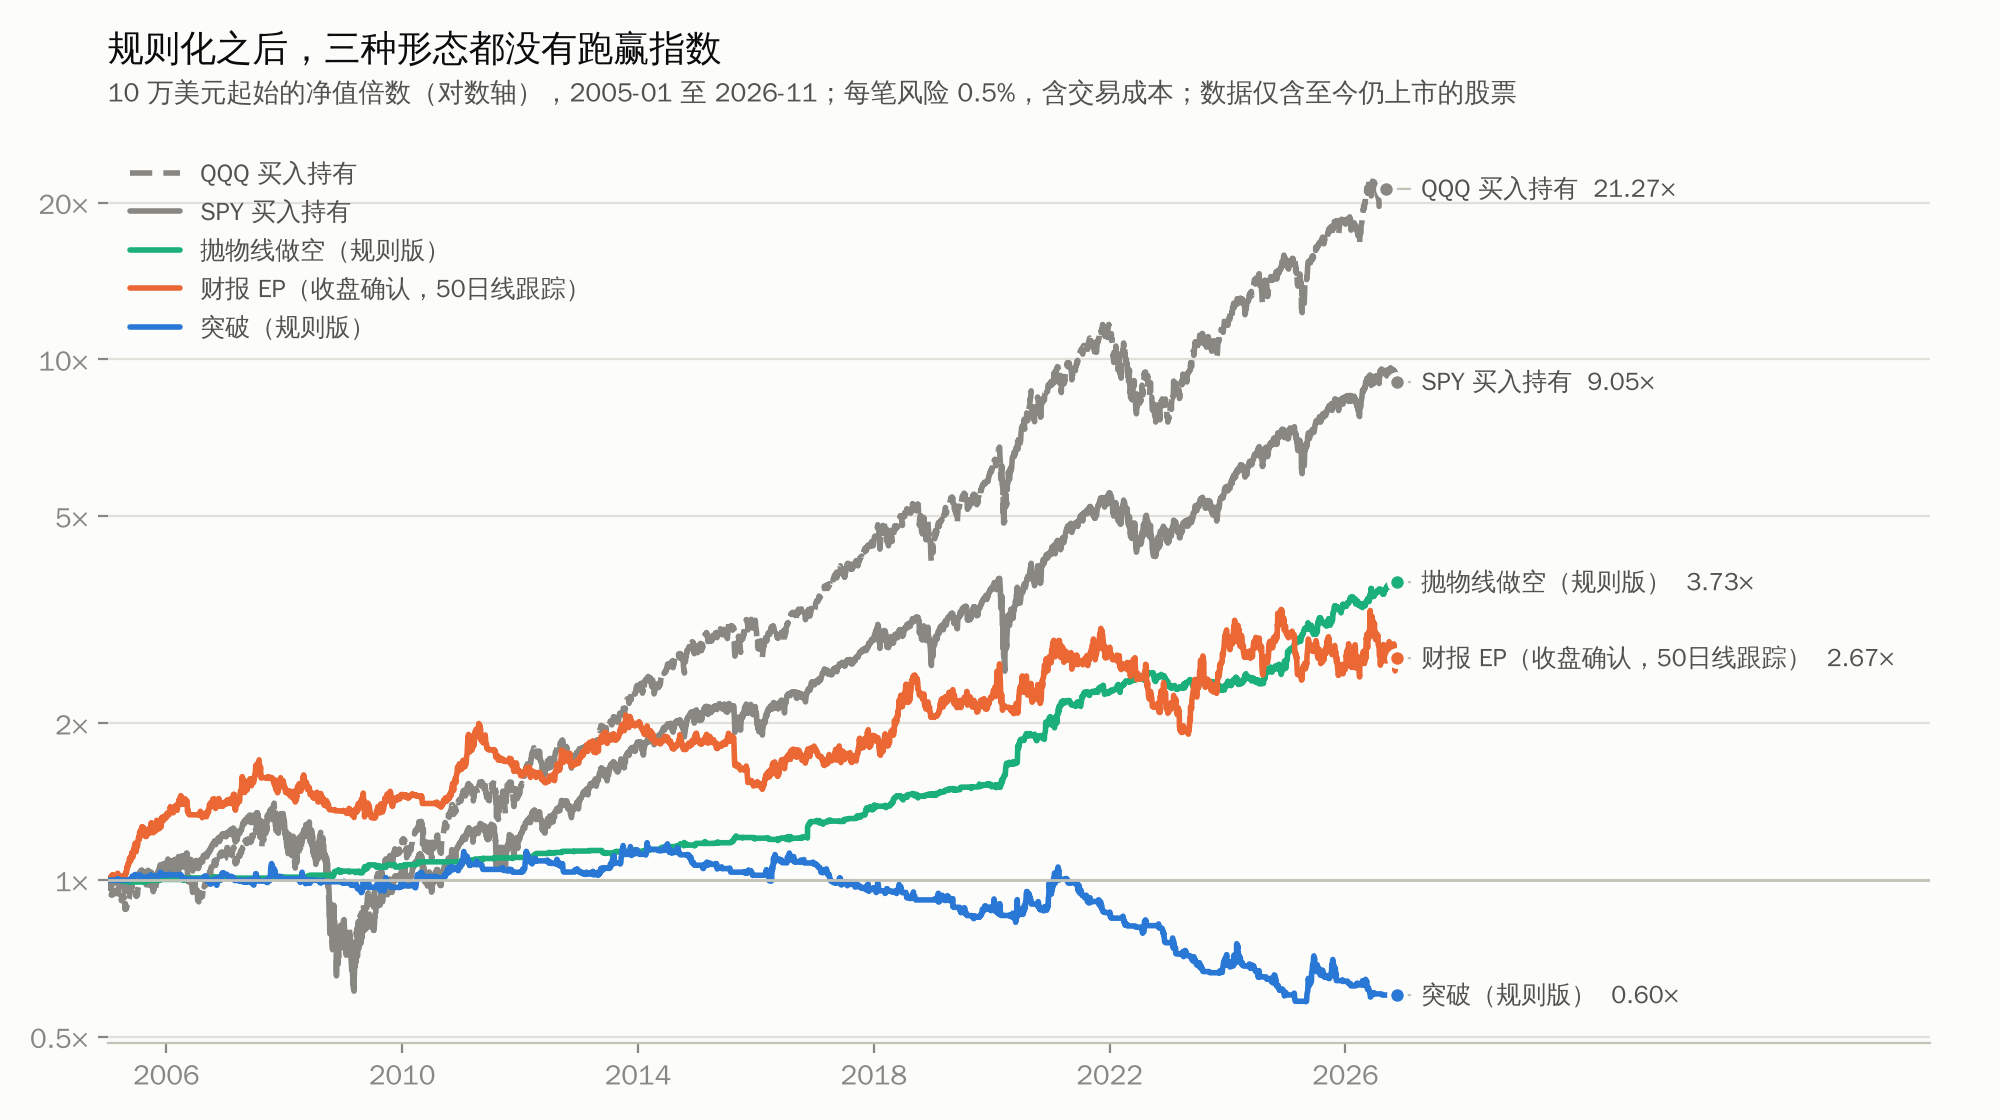 规则化之后，三种形态都没有跑赢指数
10 万美元起始的净值倍数（对数轴），2005-01 至 2026-11；每笔风险 0.5%，含交易成本；数据仅含至今仍上市的股票
QQQ 买入持有
SPY 买入持有
抛物线做空（规则版）
财报 EP（收盘确认，50日线跟踪）
突破（规则版）
20×
10×
5×
2×
1×
0.5×
QQQ 买入持有 21.27×
SPY 买入持有 9.05×
抛物线做空（规则版） 3.73×
财报 EP（收盘确认，50日线跟踪） 2.67×
突破（规则版） 0.60×
2006 2010 2014 2018 2022 2026